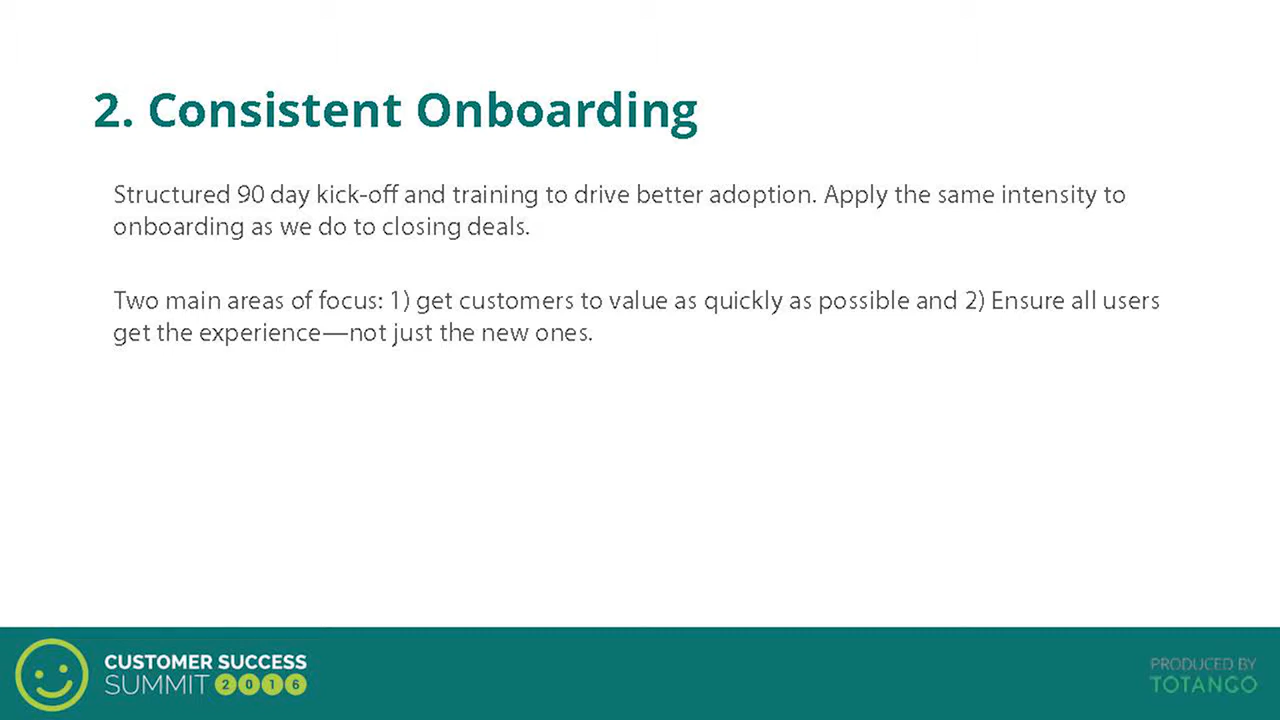 2. Consistent Onboarding
Structured 90 day kick-off and training to drive better adoption. Apply the same intensity to
onboarding as we do to closing deals.
Two main areas of focus: 1) get customers to value as quickly as possible and 2) Ensure all users
get the experience—not just the new ones.
CUSTOMER SUCCESS
SUMMIT 2016
PRODUCED BY
TOTANGO